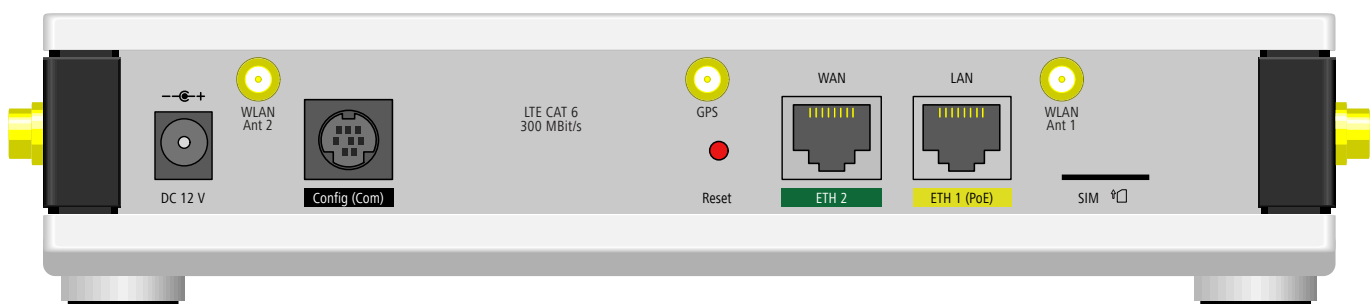 WLAN
Ant 2
DC 12 V
Config (Com)
LTE CAT 6
300 MBit/s
GPS
Reset
WAN
ETH 2
LAN
ETH 1 (PoE)
WLAN
Ant 1
SIM